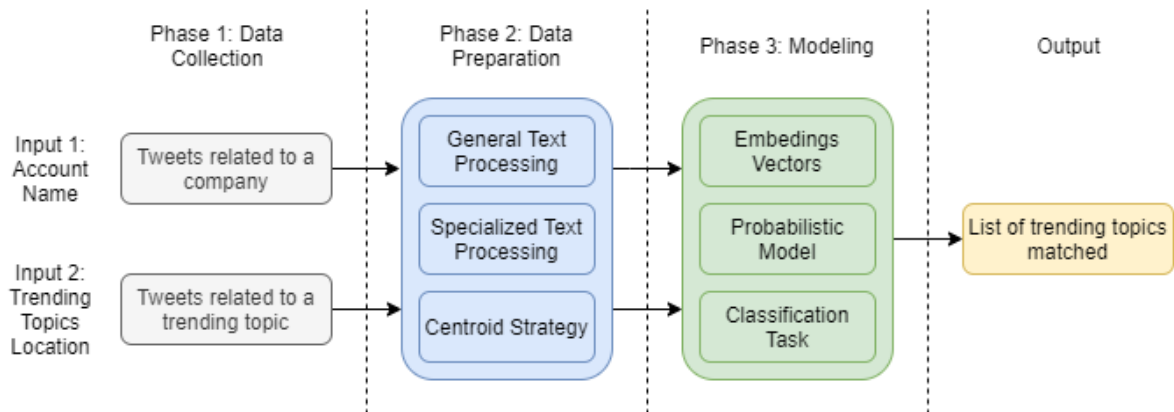 Phase 1: Data
Collection
Phase 2: Data
Preparation
Phase 3: Modeling
Output
Input 1:
Account
Name
Tweets related to a
company
General Text
Processing
Embedings
Vectors
Specialized Text
Processing
Probabilistic
Model
List of trending topics
matched
Input 2:
Trending
Topics
Location
Tweets related to a
trending topic
Centroid Strategy
Classification
Task